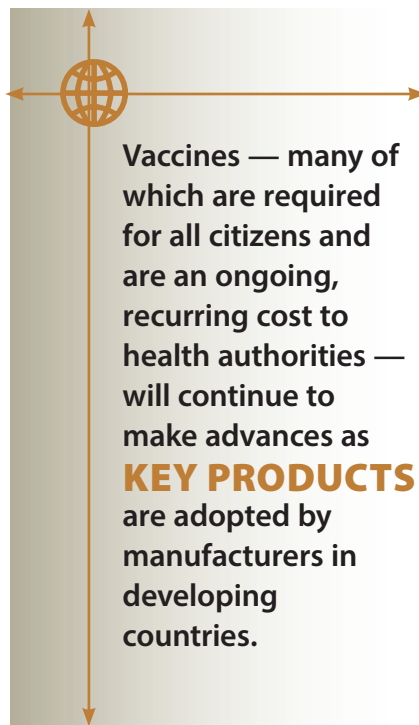 Vaccines — many of
which are required
for all citizens and
are an ongoing,
recurring cost to
health authorities —
will continue to
make advances as
KEY PRODUCTS
are adopted by
manufacturers in
developing
countries.